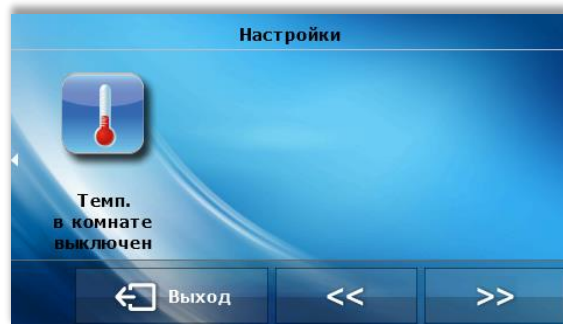 Настройки
Темп.
в комнате
выключен
Выход
<<
>>